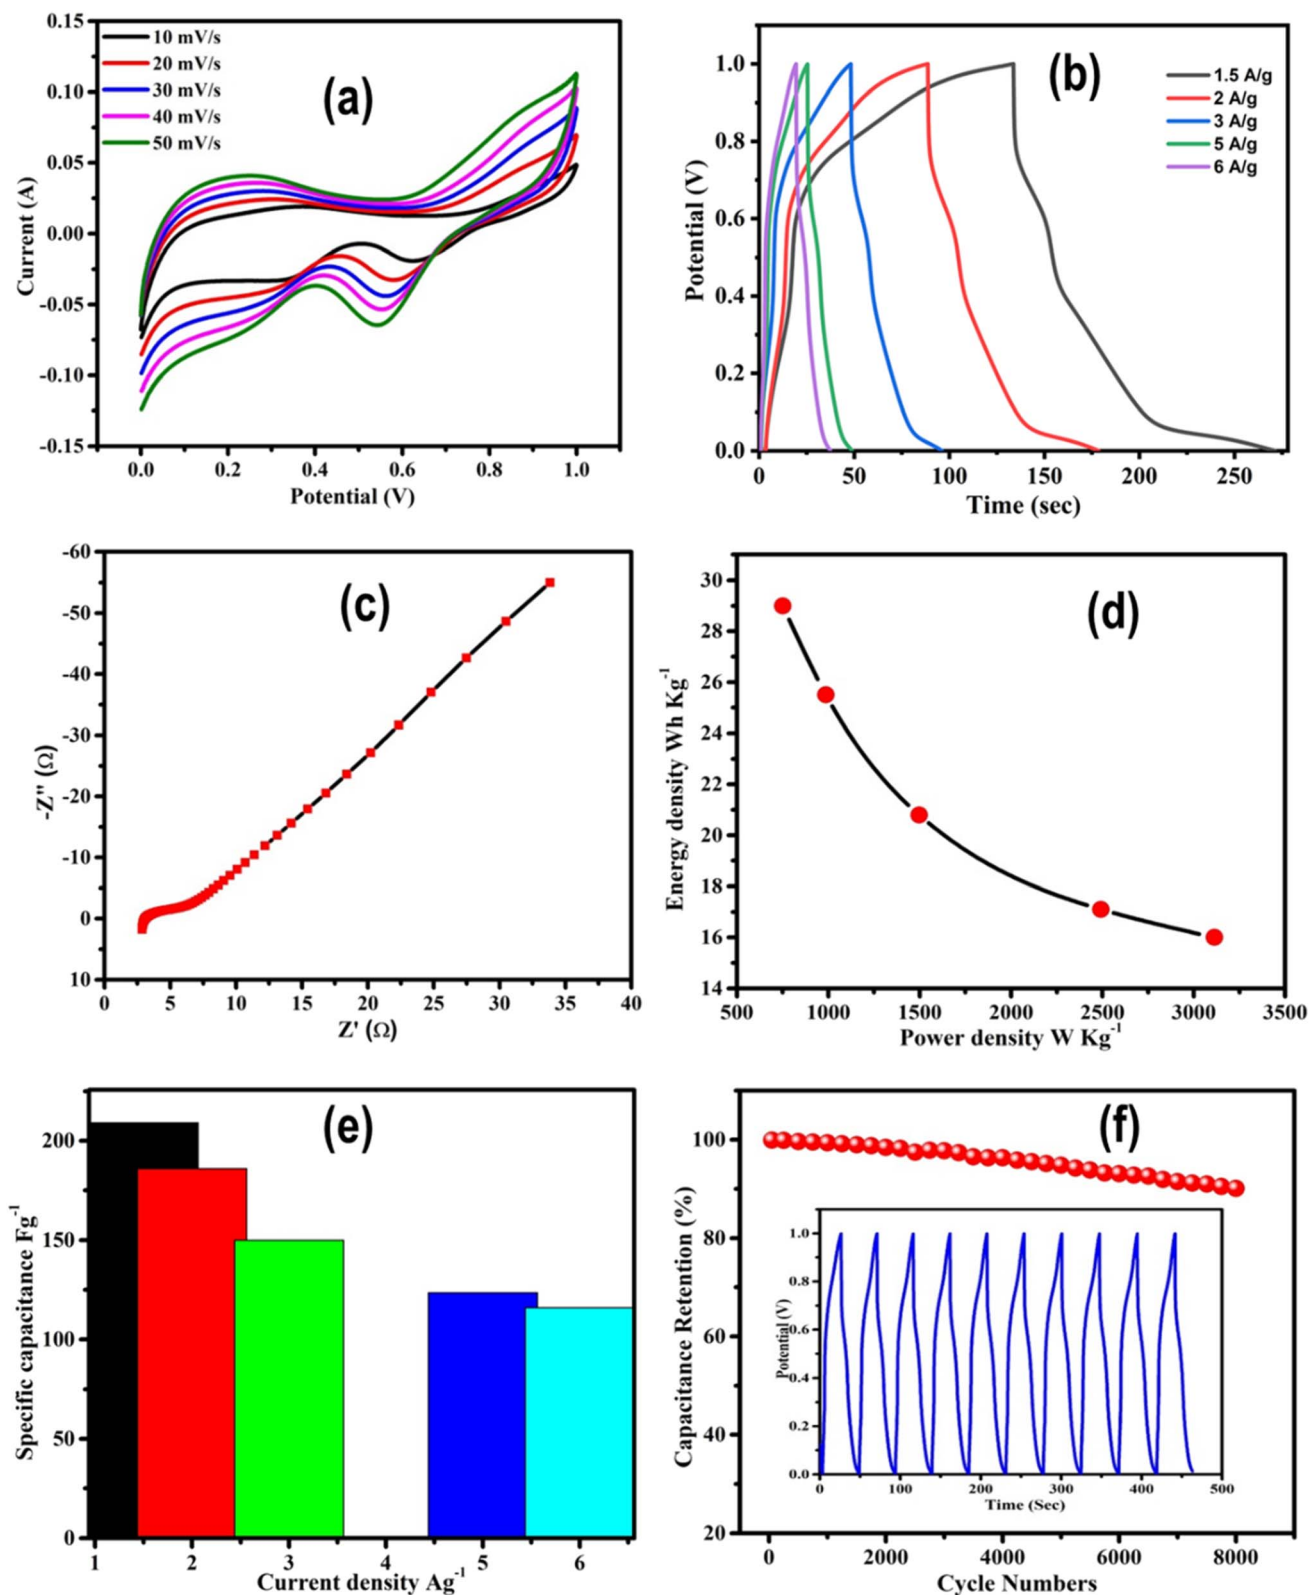 (a)
10 mV/s
20 mV/s
30 mV/s
40 mV/s
50 mV/s
0.15
0.10
0.05
0.00
-0.05
-0.10
-0.15
Current (A)
0.0 0.2 0.4 0.6 0.8 1.0
Potential (V)
(b)
1.5 A/g
2 A/g
3 A/g
5 A/g
6 A/g
1.0
0.8
0.6
0.4
0.2
0.0
Potential (V)
0 50 100 150 200 250
Time (sec)
(c)
-60
-50
-40
-30
-20
-10
0
10
-Z" (Ω)
0 5 10 15 20 25 30 35 40
Z' (Ω)
(d)
30
28
26
24
22
20
18
16
14
Energy density Wh Kg⁻¹
500 1000 1500 2000 2500 3000 3500
Power density W Kg⁻¹
(e)
200
150
100
50
0
Specific capacitance Fg⁻¹
1 2 3 4 5 6
Current density Ag⁻¹
(f)
100
80
60
40
20
Capacitance Retention (%)
1.0
0.8
0.6
0.4
0.2
0.0
Potential (V)
0 100 200 300 400 500
Time (Sec)
0 2000 4000 6000 8000
Cycle Numbers